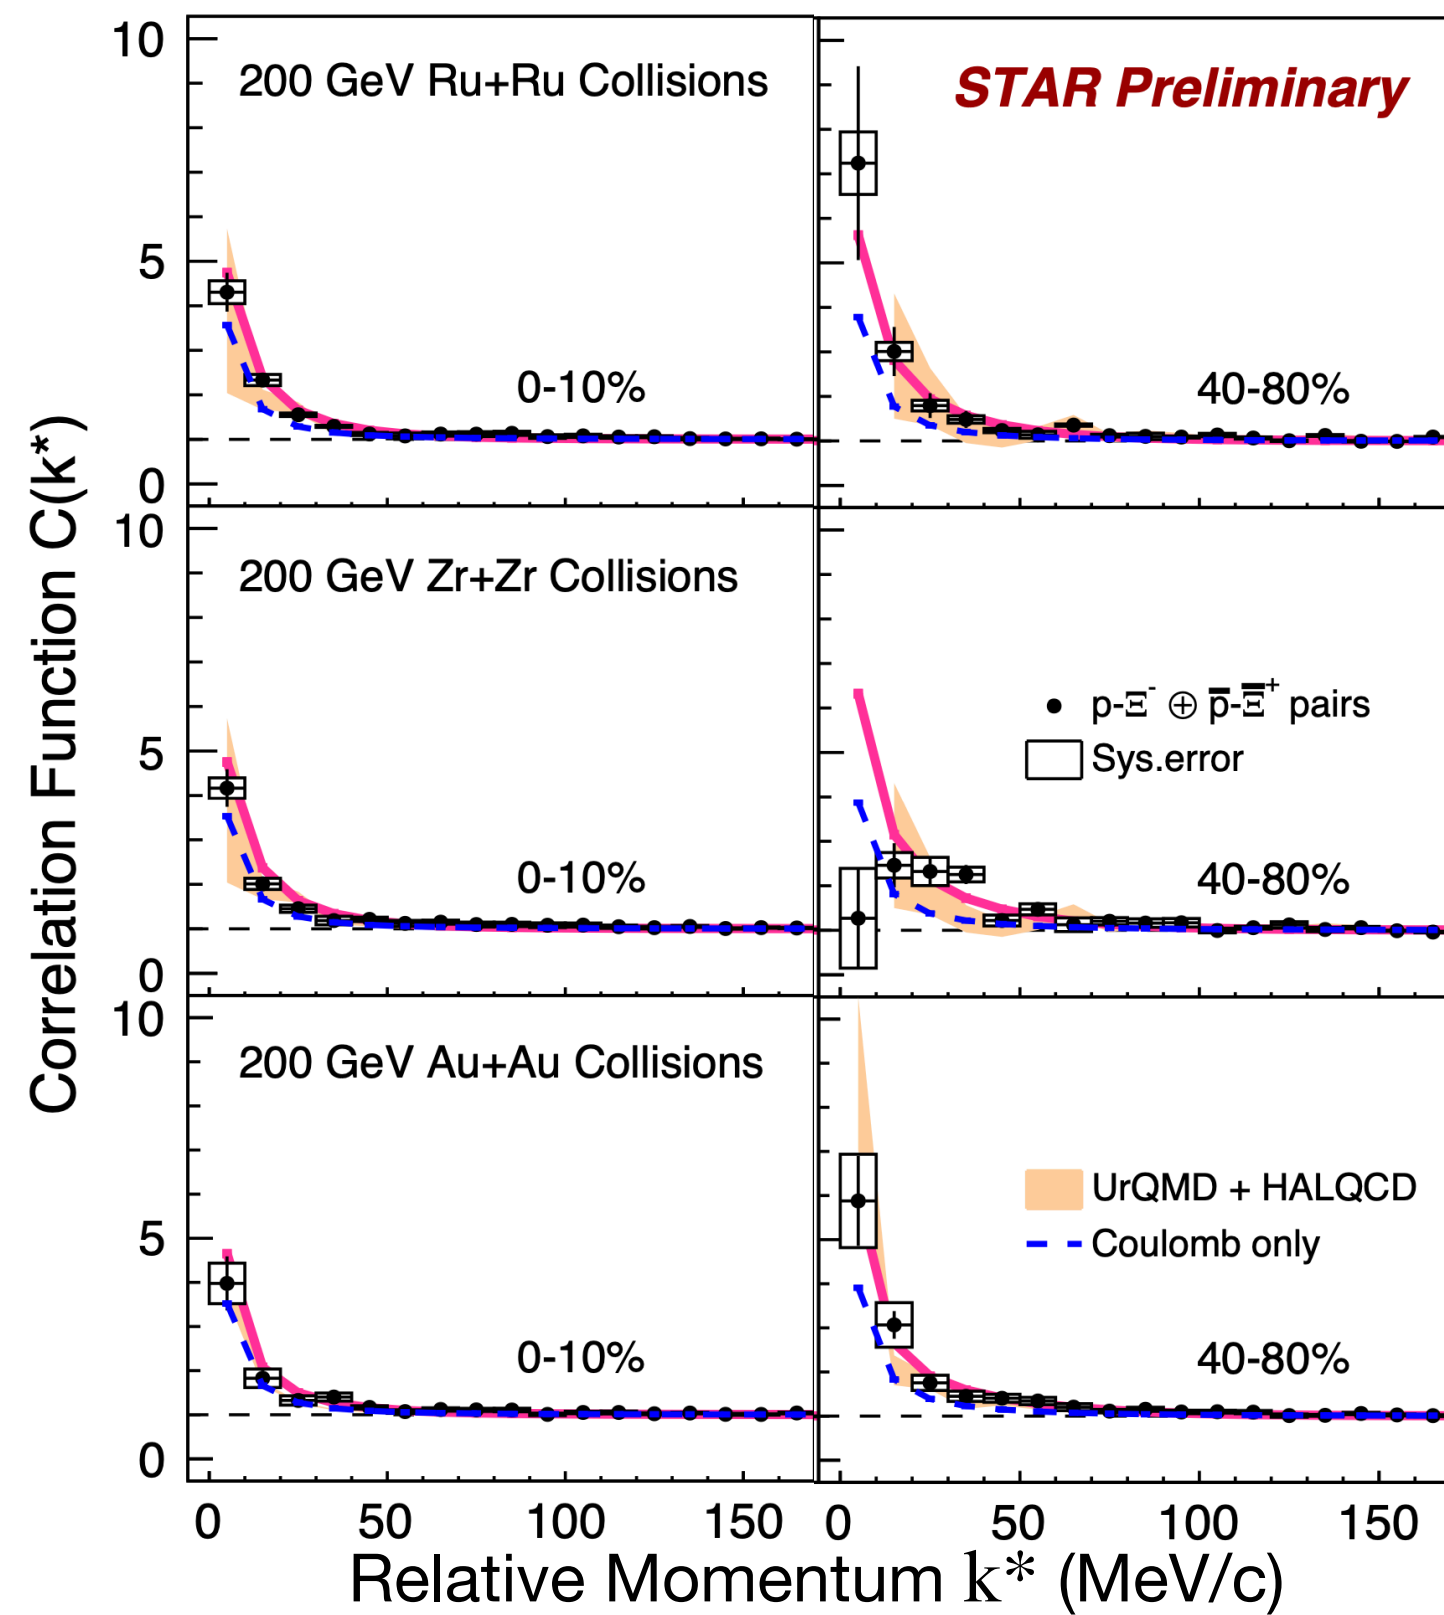 Correlation Function C(k*)
10
5
0
200 GeV Ru+Ru Collisions
0-10%
STAR Preliminary
40-80%
10
5
0
200 GeV Zr+Zr Collisions
0-10%
p-Ξ⁻ ⊕ p̅-Ξ̅⁺ pairs
Sys.error
40-80%
10
5
0
200 GeV Au+Au Collisions
0-10%
UrQMD + HALQCD
Coulomb only
40-80%
0 50 100 150 0 50 100 150
Relative Momentum k* (MeV/c)